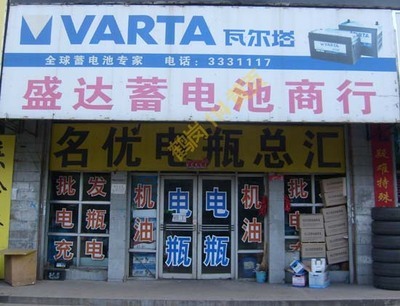 VARTA 瓦尔塔
全球蓄电池专家 电话：3331117
盛达蓄电池商行
名优电瓶总汇
批发
电瓶
充电
机油
电瓶
电瓶
机油